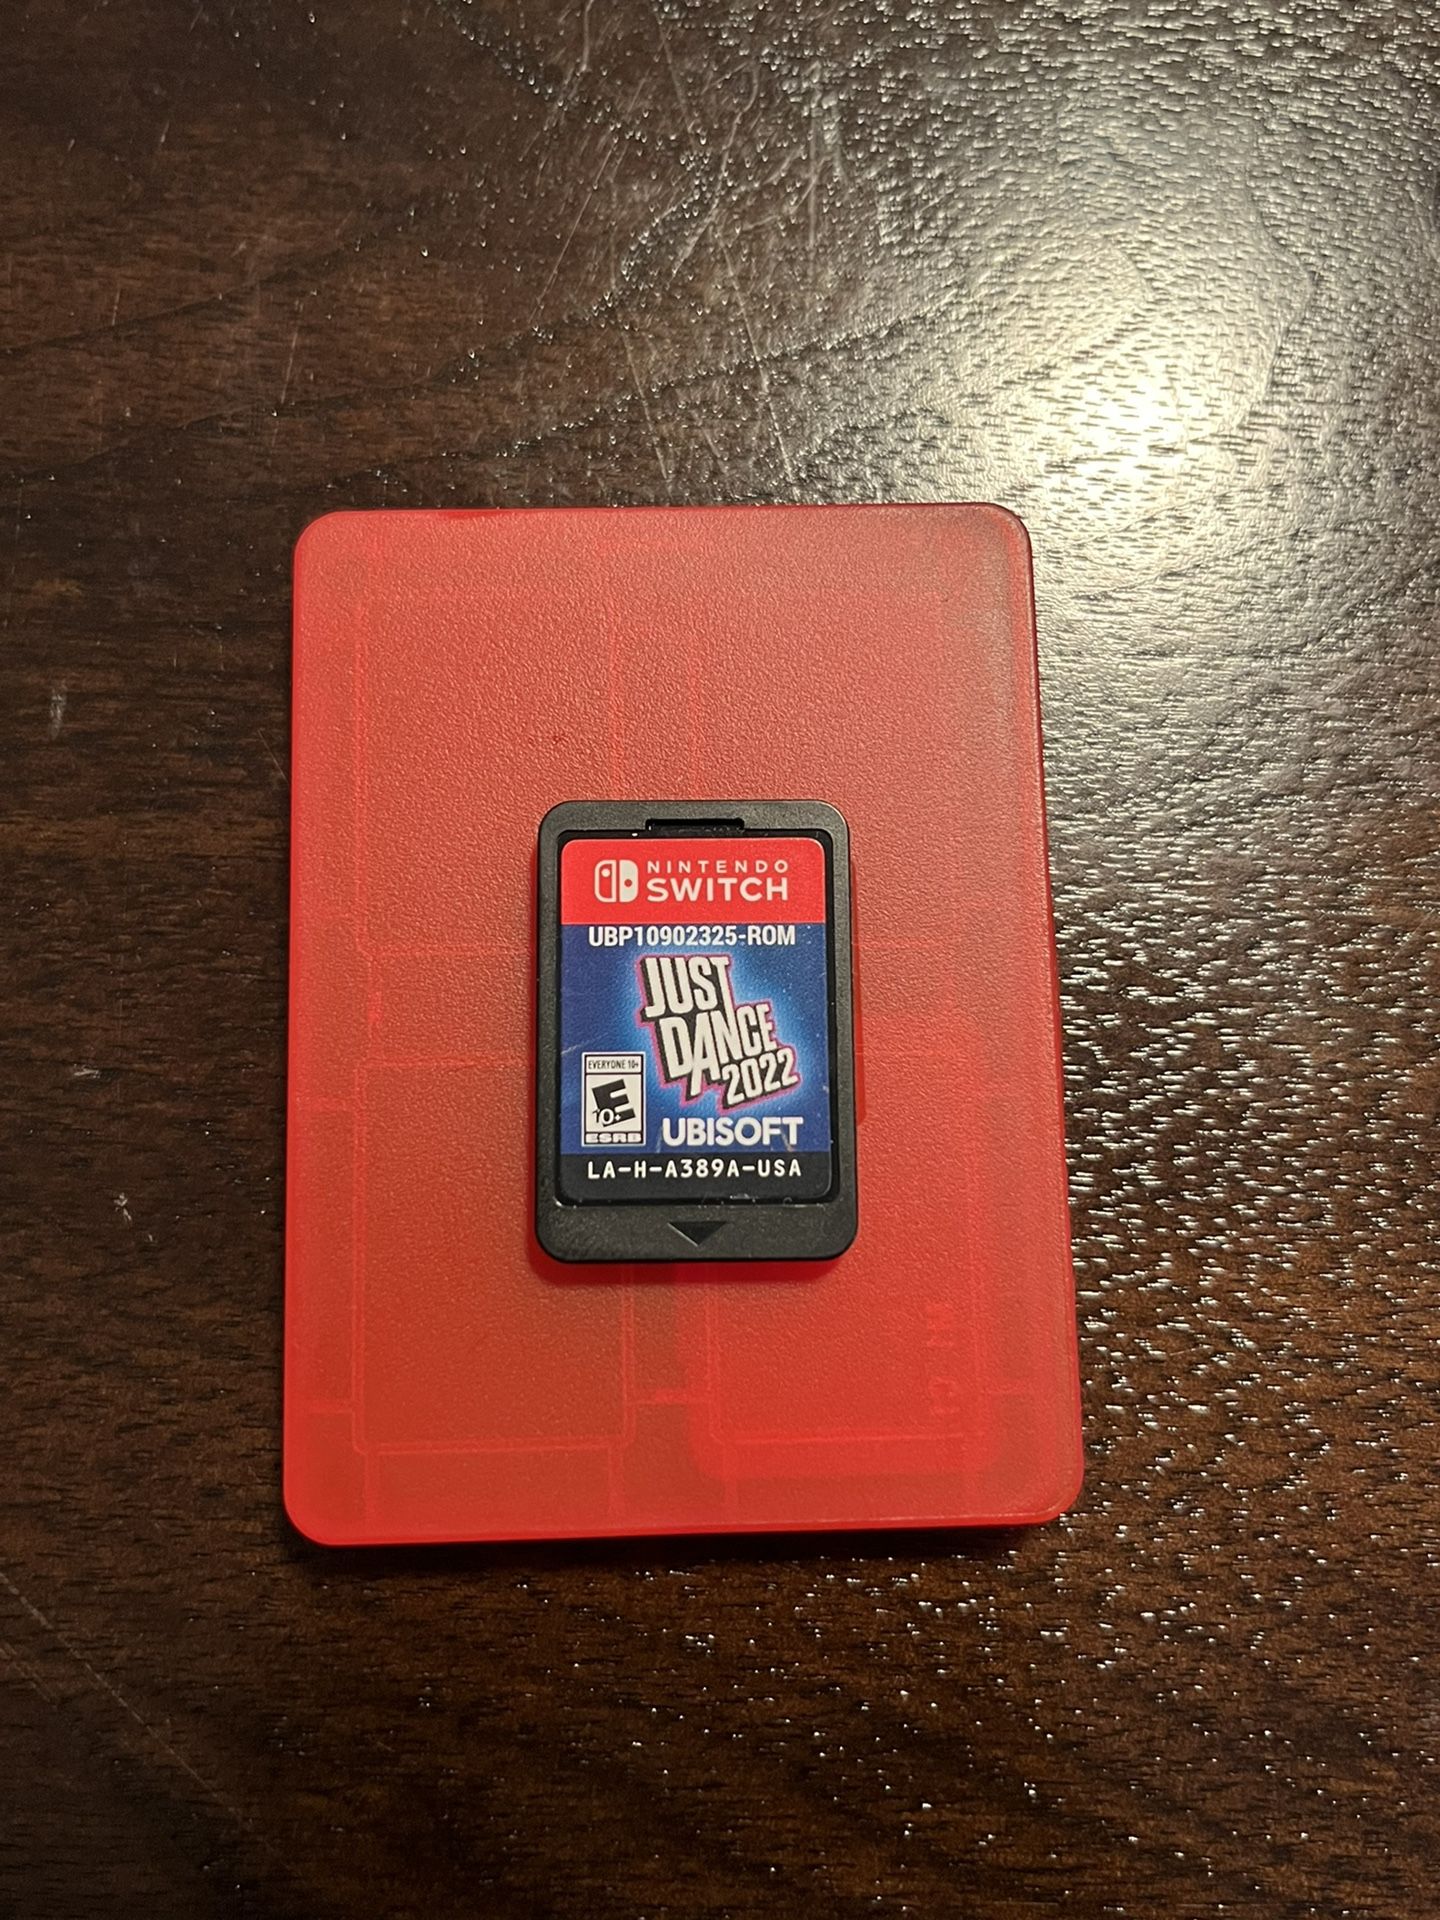 NINTENDO
SWITCH
UBP10902325-ROM
JUST
DANCE
2022
EVERYONE 10+
E
10+
ESRB
UBISOFT
LA-H-A389A-USA